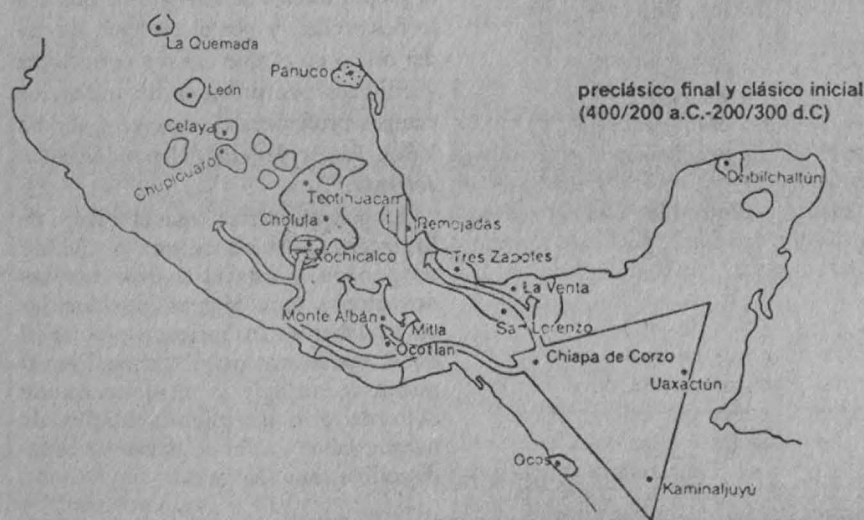 La Quemada
Panuco
León
preclásico final y clásico inicial
(400/200 a.C.-200/300 d.C)
Celaya
Chupicuaro
Teotihuacan
Cholula
Remojadas
Xochicalco
Tres Zapotes
La Venta
Dzibilchaltún
Monte Albán
Mitla
San Lorenzo
Ocotlan
Chiapa de Corzo
Uaxactún
Ocos
Kaminaljuyú